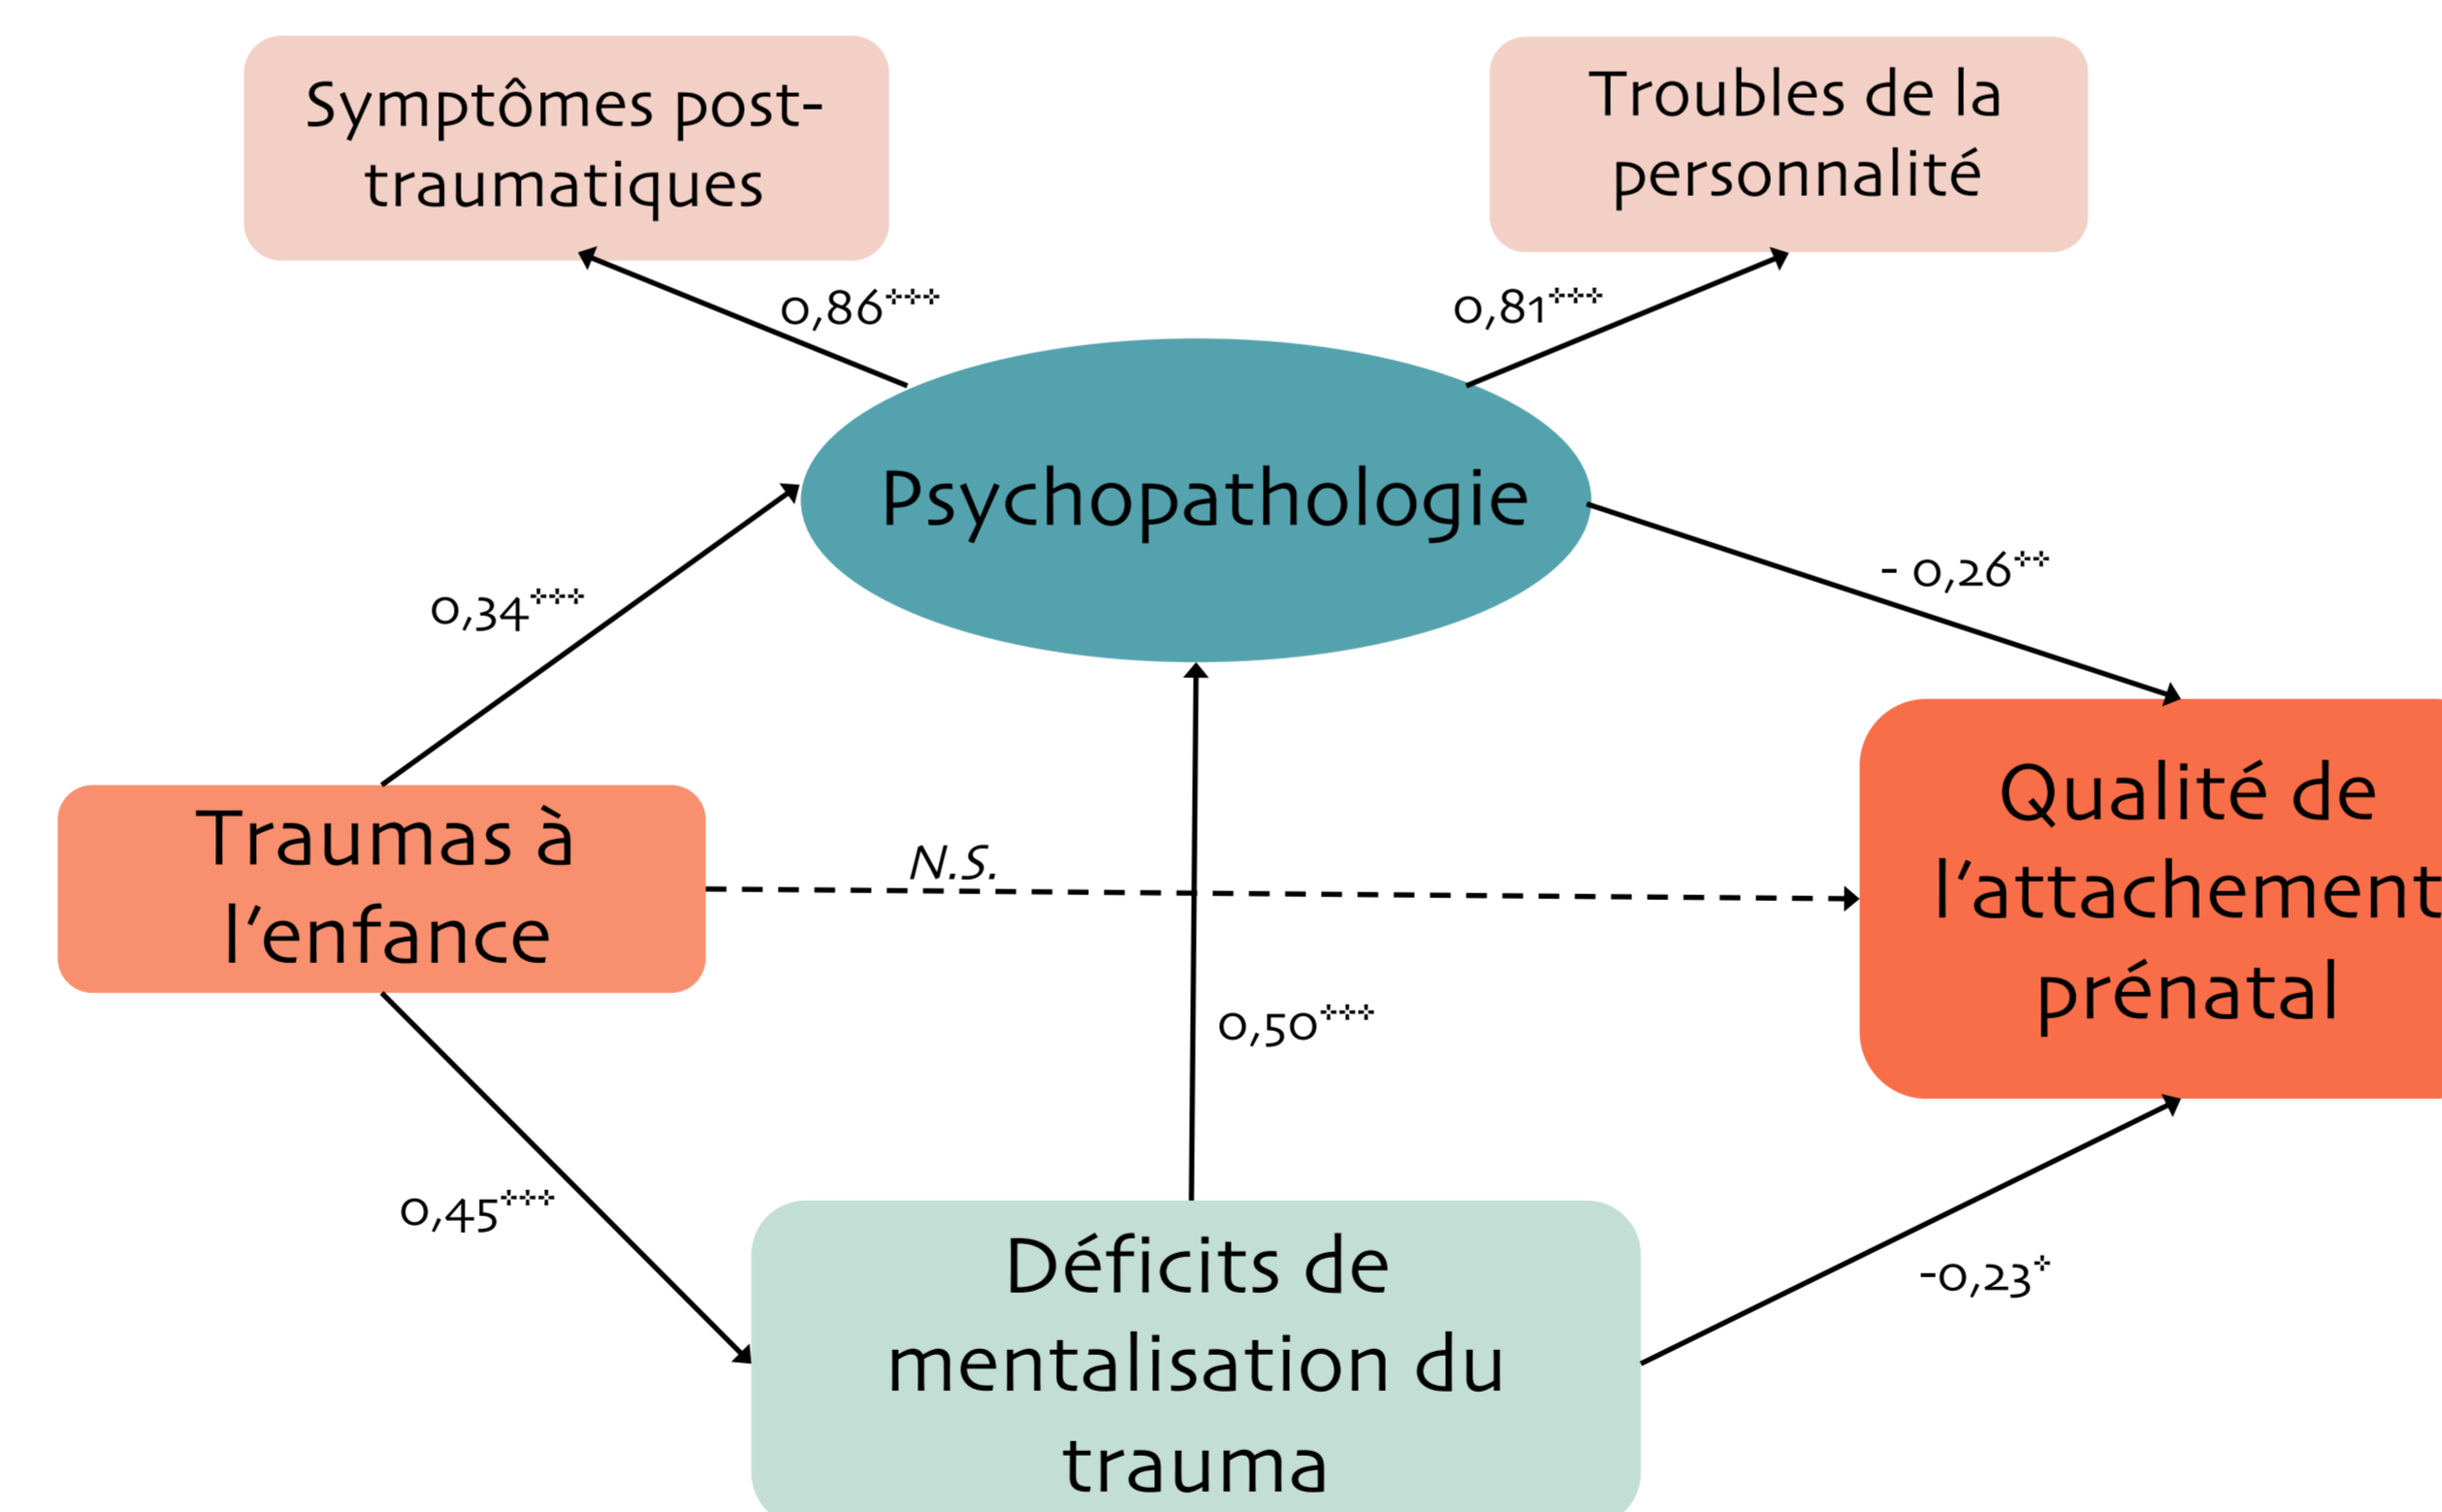 Symptômes post-
traumatiques
Troubles de la
personnalité
0,86***
0,81***
Psychopathologie
- 0,26**
0,34***
Traumas à
l'enfance
N.S.
Qualité de
l'attachement
prénatal
0,50***
0,45***
-0,23*
Déficits de
mentalisation du
trauma